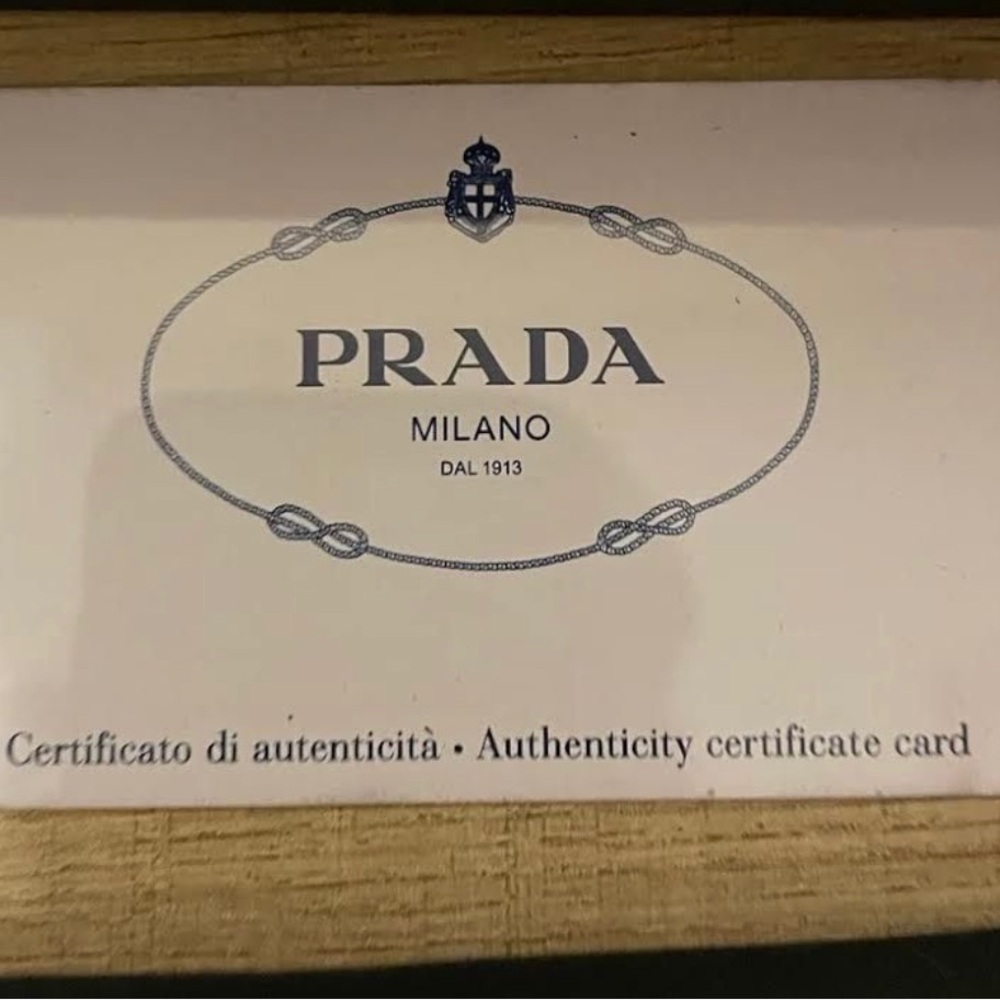 PRADA
MILANO
DAL 1913
Certificato di autenticità • Authenticity certificate card